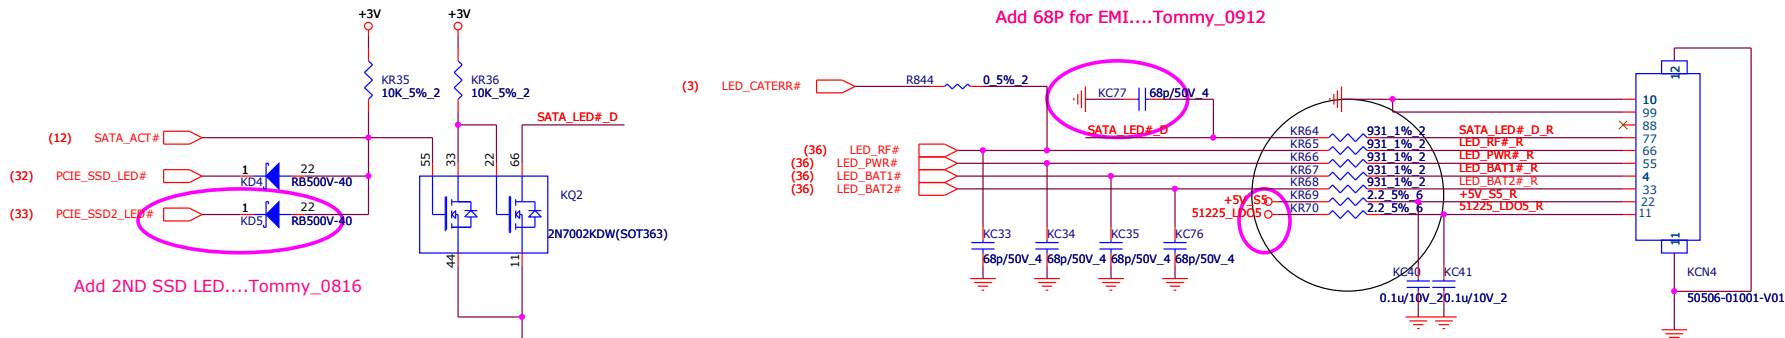 Add 68P for EMI....Tommy_0912
+3V
+3V
KR35
10K_5%_2
KR36
10K_5%_2
(12) SATA_ACT#
(32) PCIE_SSD_LED#
(33) PCIE_SSD2_LED#
1
22
KD4
RB500V-40
1
22
KD5
RB500V-40
Add 2ND SSD LED....Tommy_0816
SATA_LED#_D
55
33
22
66
KQ2
2N7002KDW(SOT363)
44
11
(3) LED_CATERR#
R844
0_5%_2
KC77
68p/50V_4
SATA_LED#_D
(36) LED_RF#
(36) LED_PWR#
(36) LED_BAT1#
(36) LED_BAT2#
+5V_S5
51225_LDO5
KR64 931_1%_2 SATA_LED#_D_R
KR65 931_1%_2 LED_RF#_R
KR66 931_1%_2 LED_PWR#_R
KR67 931_1%_2 LED_BAT1#_R
KR68 931_1%_2 LED_BAT2#_R
KR69 2.2_5%_6 +5V_S5_R
KR70 2.2_5%_6 51225_LDO5_R
KC33
68p/50V_4
KC34
68p/50V_4
KC35
68p/50V_4
KC76
68p/50V_4
KC40
0.1u/10V_2
KC41
0.1u/10V_2
12
10
99
88
77
66
55
4
33
22
11
11
KCN4
50506-01001-V01